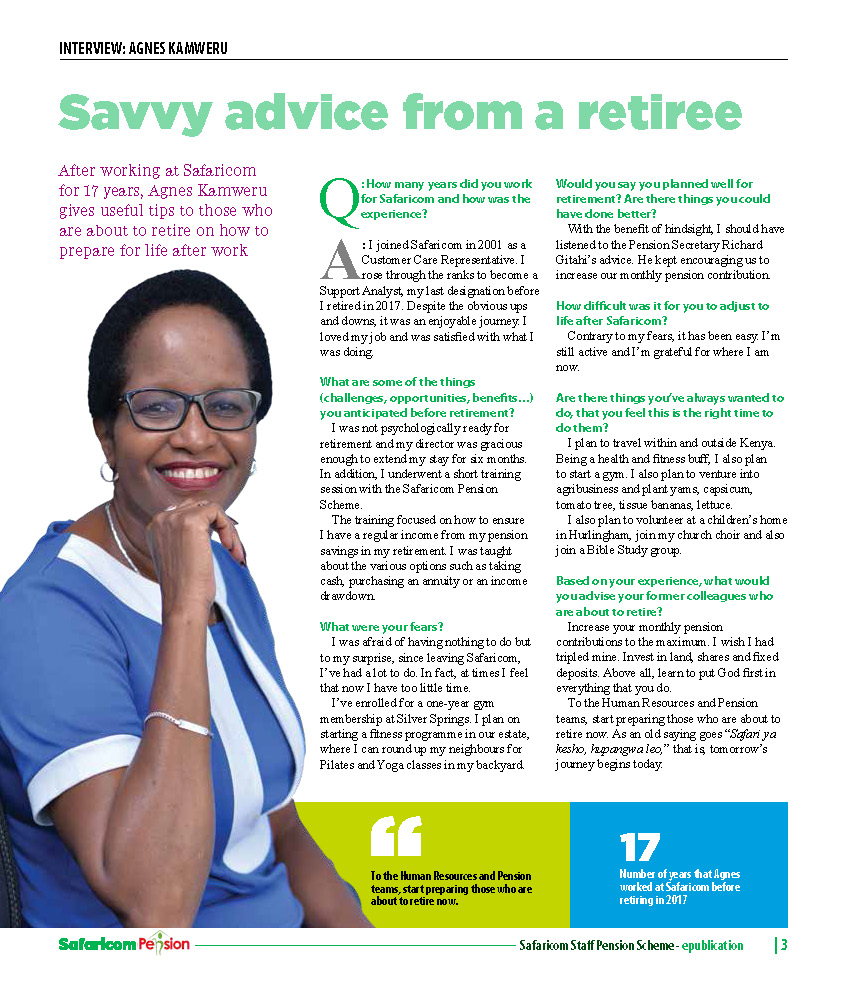 INTERVIEW: AGNES KAMWERU
Savvy advice from a retiree
After working at Safaricom
for 17 years, Agnes Kamweru
gives useful tips to those who
are about to retire on how to
prepare for life after work
Q: How many years did you work
for Safaricom and how was the
experience?
A: I joined Safaricom in 2001 as a
Customer Care Representative. I
rose through the ranks to become a
Support Analyst, my last designation before
I retired in 2017. Despite the obvious ups
and downs, it was an enjoyable journey. I
loved my job and was satisfied with what I
was doing.
What are some of the things
(challenges, opportunities, benefits…)
you anticipated before retirement?
I was not psychologically ready for
retirement and my director was gracious
enough to extend my stay for six months.
In addition, I underwent a short training
session with the Safaricom Pension
Scheme.
The training focused on how to ensure
I have a regular income from my pension
savings in my retirement. I was taught
about the various options such as taking
cash, purchasing an annuity or an income
drawdown.
What were your fears?
I was afraid of having nothing to do but
to my surprise, since leaving Safaricom,
I've had a lot to do. In fact, at times I feel
that now I have too little time.
I've enrolled for a one-year gym
membership at Silver Springs. I plan on
starting a fitness programme in our estate,
where I can round up my neighbours for
Pilates and Yoga classes in my backyard.
Would you say you planned well for
retirement? Are there things you could
have done better?
With the benefit of hindsight, I should have
listened to the Pension Secretary Richard
Gitahi's advice. He kept encouraging us to
increase our monthly pension contribution.
How difficult was it for you to adjust to
life after Safaricom?
Contrary to my fears, it has been easy. I'm
still active and I'm grateful for where I am
now.
Are there things you've always wanted to
do, that you feel this is the right time to
do them?
I plan to travel within and outside Kenya.
Being a health and fitness buff, I also plan
to start a gym. I also plan to venture into
agribusiness and plant yams, capsicum,
tomato tree, tissue bananas, lettuce.
I also plan to volunteer at a children's home
in Hurlingham, join my church choir and also
join a Bible Study group.
Based on your experience, what would
you advise your former colleagues who
are about to retire?
Increase your monthly pension
contributions to the maximum. I wish I had
tripled mine. Invest in land, shares and fixed
deposits. Above all, learn to put God first in
everything that you do.
To the Human Resources and Pension
teams, start preparing those who are about to
retire now. As an old saying goes “Safari ya
kesho, hupangwa leo,” that is, tomorrow's
journey begins today.
“
To the Human Resources and Pension
teams, start preparing those who are
about to retire now.
17
Number of years that Agnes
worked at Safaricom before
retiring in 2017
Safaricom Pension
Safaricom Staff Pension Scheme - epublication | 3